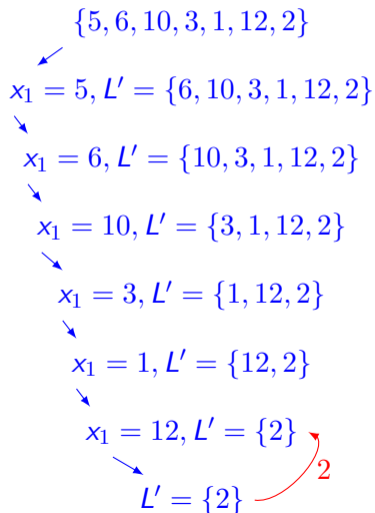 {5, 6, 10, 3, 1, 12, 2}
x₁ = 5, L′ = {6, 10, 3, 1, 12, 2}
x₁ = 6, L′ = {10, 3, 1, 12, 2}
x₁ = 10, L′ = {3, 1, 12, 2}
x₁ = 3, L′ = {1, 12, 2}
x₁ = 1, L′ = {12, 2}
x₁ = 12, L′ = {2}
2
L′ = {2}